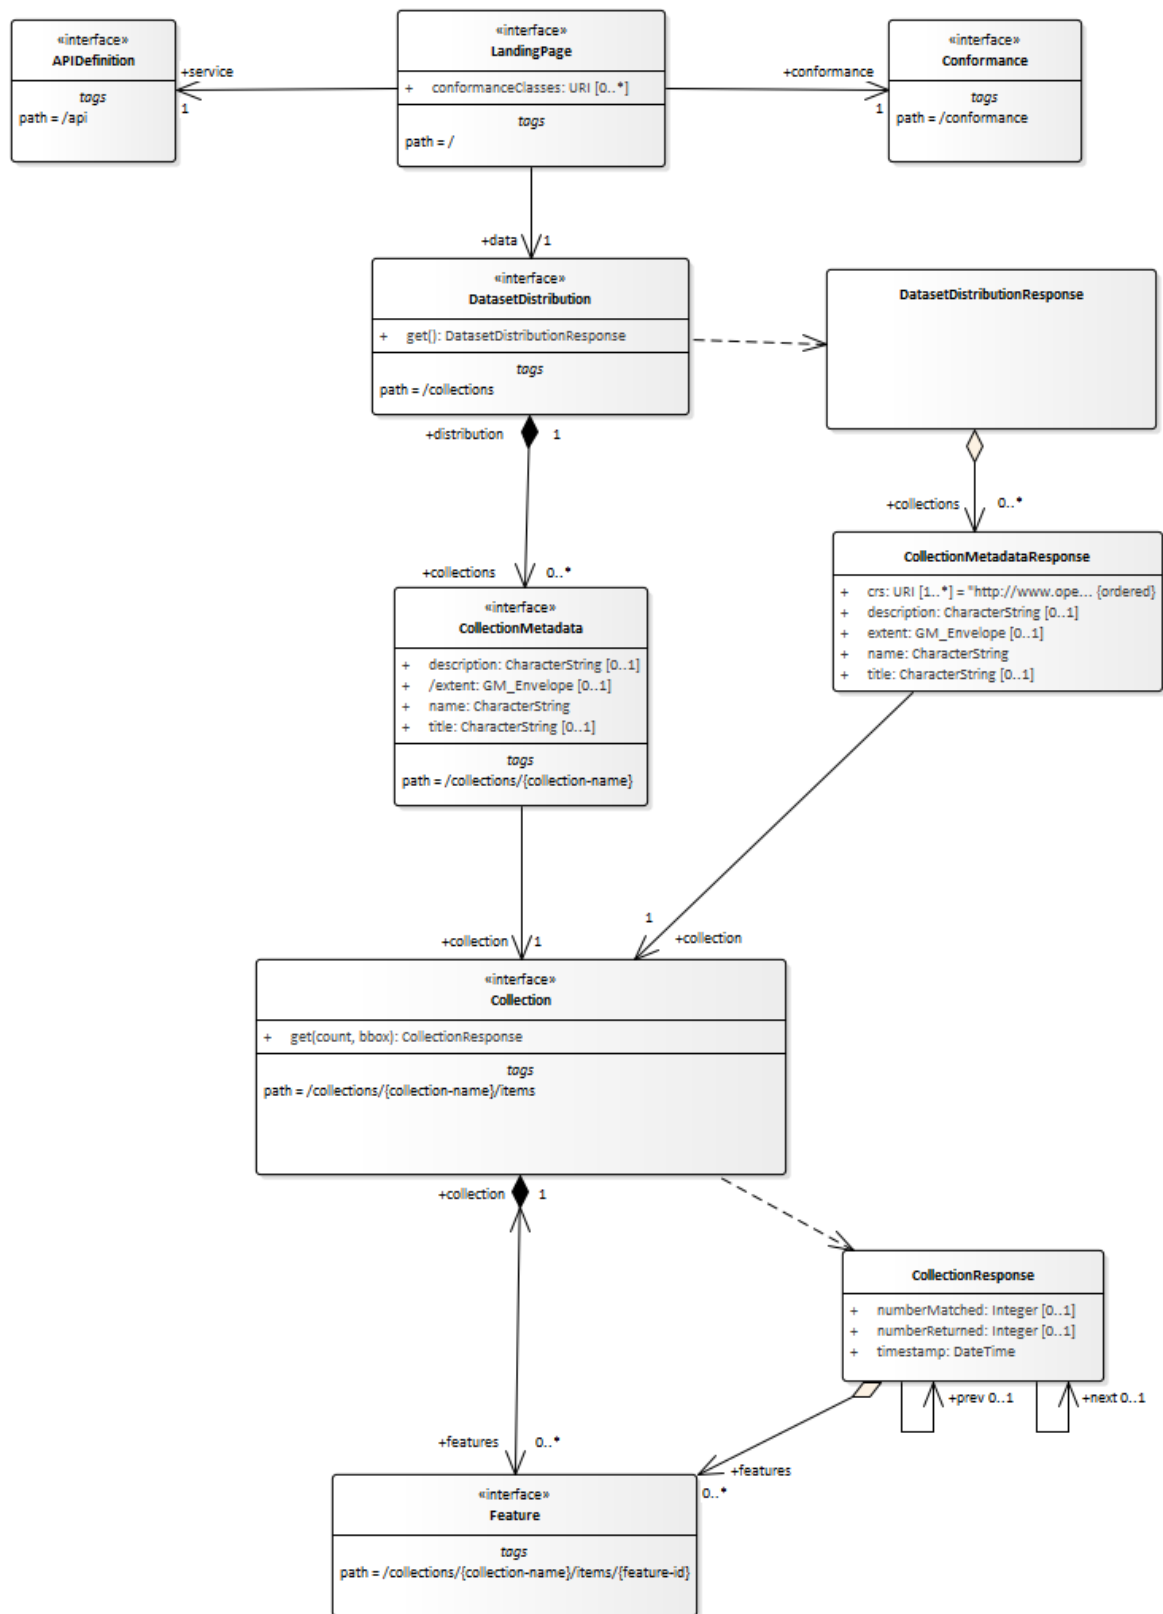 «interface»
APIDefinition
tags
path = /api
+service
1
«interface»
LandingPage
+ conformanceClasses: URI [0..*]
tags
path = /
+conformance
1
«interface»
Conformance
tags
path = /conformance
+data
1
«interface»
DatasetDistribution
+ get(): DatasetDistributionResponse
tags
path = /collections
DatasetDistributionResponse
+distribution
1
+collections
0..*
+collections
0..*
CollectionMetadataResponse
+ crs: URI [1..*] = "http://www.ope... {ordered}
+ description: CharacterString [0..1]
+ extent: GM_Envelope [0..1]
+ name: CharacterString
+ title: CharacterString [0..1]
«interface»
CollectionMetadata
+ description: CharacterString [0..1]
+ /extent: GM_Envelope [0..1]
+ name: CharacterString
+ title: CharacterString [0..1]
tags
path = /collections/{collection-name}
+collection
1
1
+collection
«interface»
Collection
+ get(count, bbox): CollectionResponse
tags
path = /collections/{collection-name}/items
+collection
1
CollectionResponse
+ numberMatched: Integer [0..1]
+ numberReturned: Integer [0..1]
+ timestamp: DateTime
+prev 0..1
+next 0..1
+features
0..*
+features
0..*
«interface»
Feature
tags
path = /collections/{collection-name}/items/{feature-id}